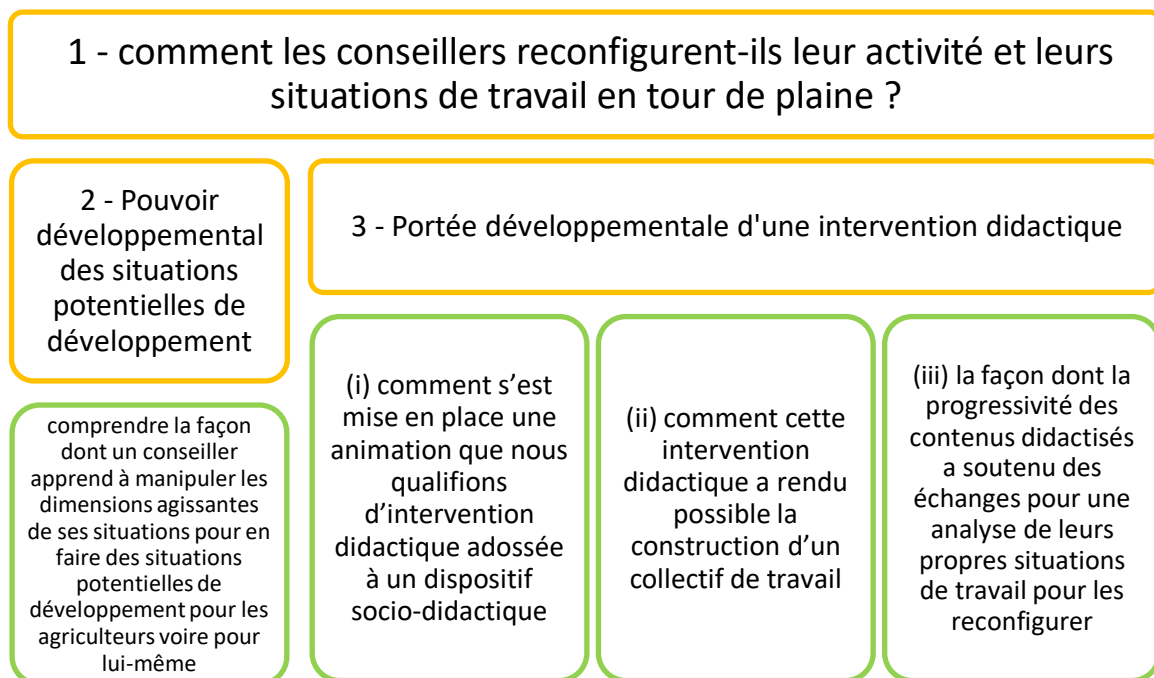 1 - comment les conseillers reconfigurent-ils leur activité et leurs
situations de travail en tour de plaine ?
2 - Pouvoir
développemental
des situations
potentielles de
développement
comprendre la façon
dont un conseiller
apprend à manipuler les
dimensions agissantes
de ses situations pour en
faire des situations
potentielles de
développement pour les
agriculteurs voire pour
lui-même
3 - Portée développementale d'une intervention didactique
(i) comment s’est
mise en place une
animation que nous
qualifions
d’intervention
didactique adossée
à un dispositif
socio-didactique
(ii) comment cette
intervention
didactique a rendu
possible la
construction d’un
collectif de travail
(iii) la façon dont la
progressivité des
contenus didactisés
a soutenu des
échanges pour une
analyse de leurs
propres situations
de travail pour les
reconfigurer